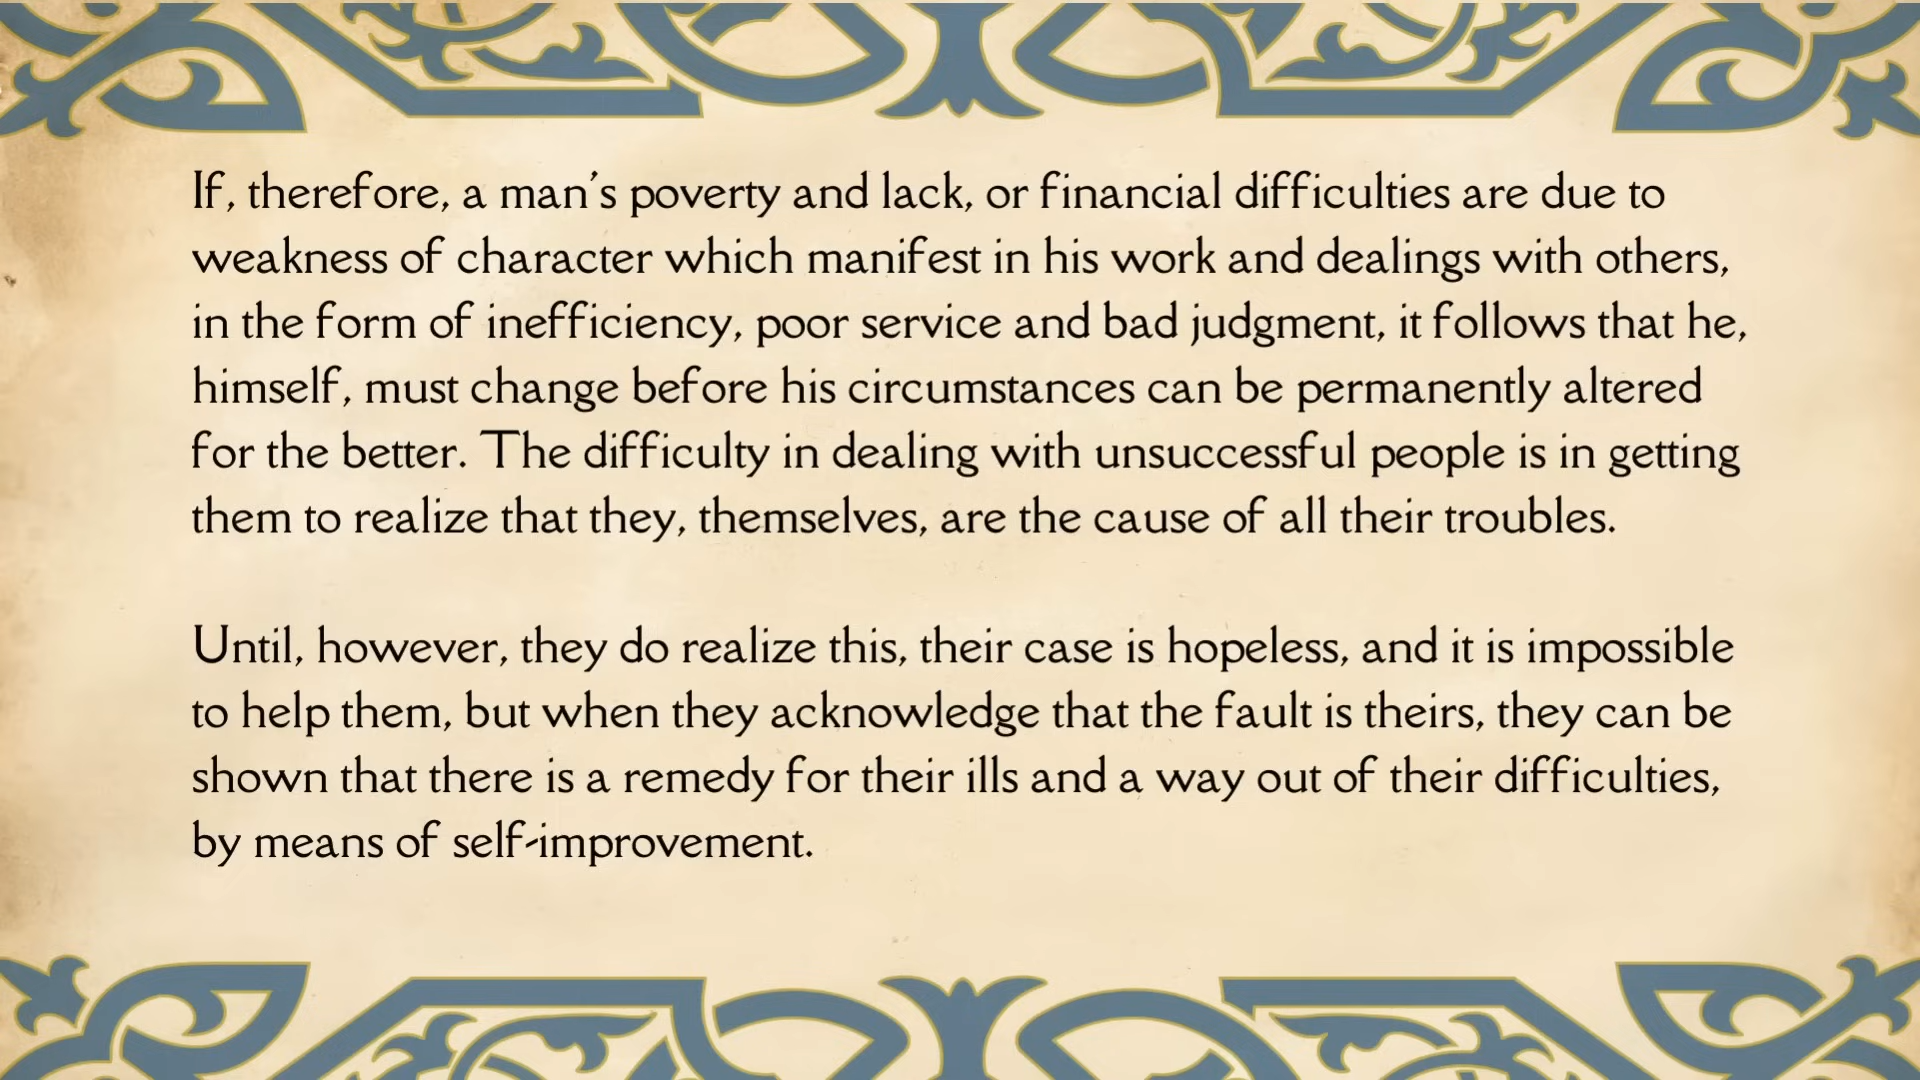 If, therefore, a man's poverty and lack, or financial difficulties are due to
weakness of character which manifest in his work and dealings with others,
in the form of inefficiency, poor service and bad judgment, it follows that he,
himself, must change before his circumstances can be permanently altered
for the better. The difficulty in dealing with unsuccessful people is in getting
them to realize that they, themselves, are the cause of all their troubles.
Until, however, they do realize this, their case is hopeless, and it is impossible
to help them, but when they acknowledge that the fault is theirs, they can be
shown that there is a remedy for their ills and a way out of their difficulties,
by means of self-improvement.